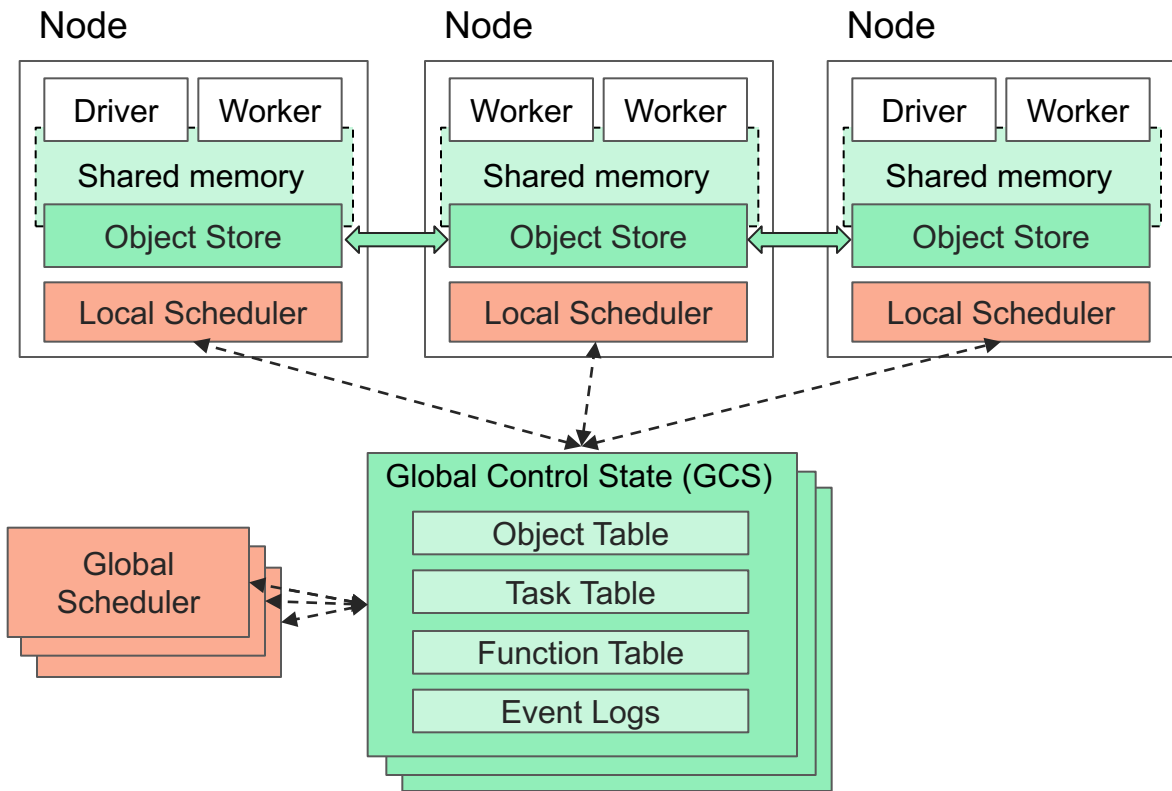 Node
Node
Node
Driver
Worker
Worker
Worker
Driver
Worker
Shared memory
Shared memory
Shared memory
Object Store
Object Store
Object Store
Local Scheduler
Local Scheduler
Local Scheduler
Global Control State (GCS)
Object Table
Task Table
Function Table
Event Logs
Global
Scheduler